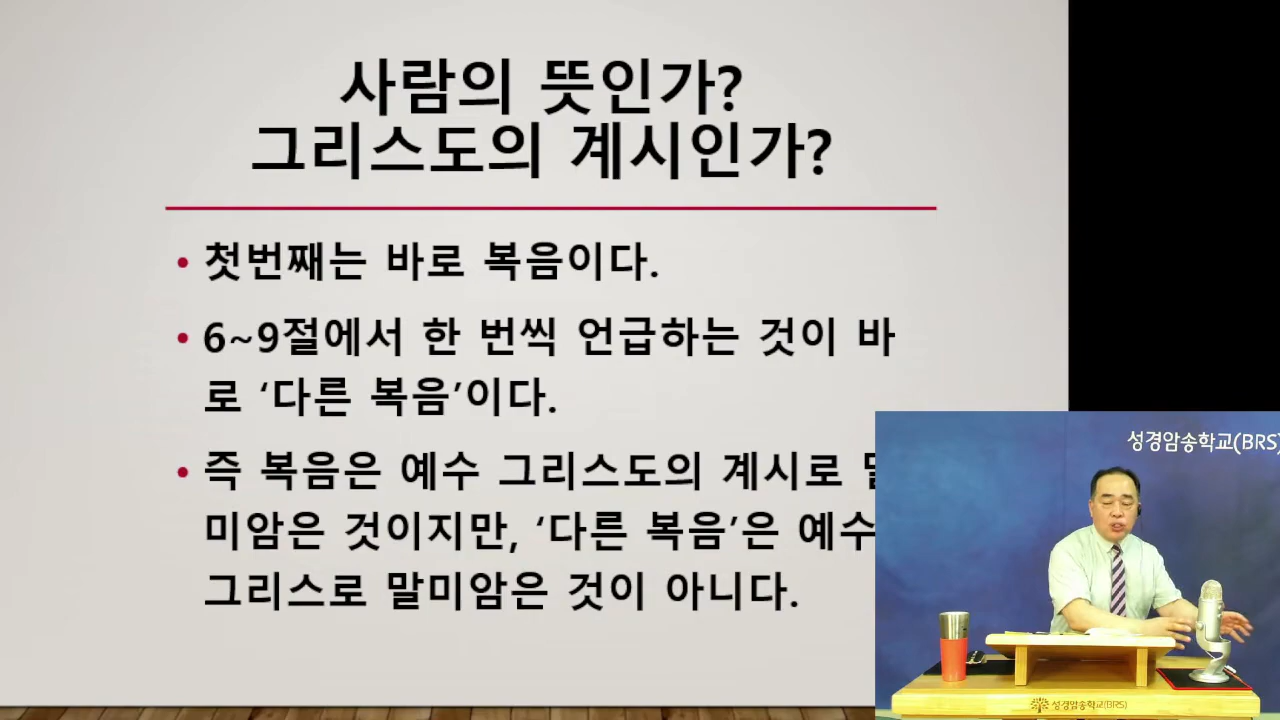 사람의 뜻인가?
그리스도의 계시인가?
• 첫번째는 바로 복음이다.
• 6~9절에서 한 번씩 언급하는 것이 바
로 ‘다른 복음’이다.
• 즉 복음은 예수 그리스도의 계시로
미암은 것이지만, ‘다른 복음’은 예수
그리스로 말미암은 것이 아니다.
성경암송학교(BRS)
성경암송학교(BRS)